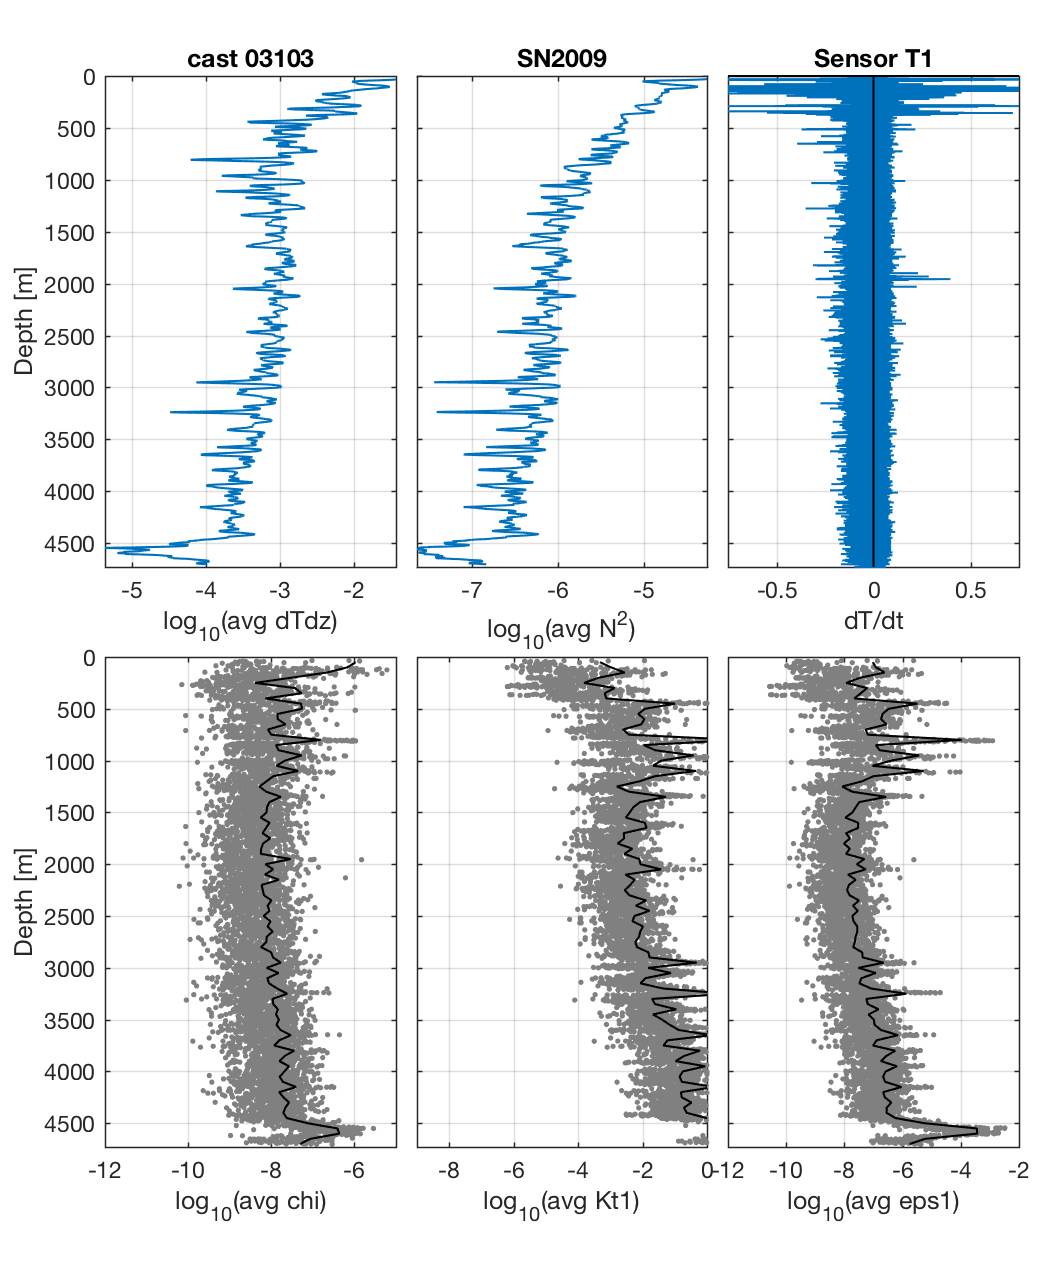 cast 03103 SN2009 Sensor T1
0
500
1000
1500
2000
2500
3000
3500
4000
4500
Depth [m]
-5 -4 -3 -2 -7 -6 -5 -0.5 0 0.5
log10(avg dTdz) log10(avg N2) dT/dt
0
500
1000
1500
2000
2500
3000
3500
4000
4500
Depth [m]
-12 -10 -8 -6 -8 -6 -4 -2 0 -12 -10 -8 -6 -4 -2
log10(avg chi) log10(avg Kt1) log10(avg eps1)